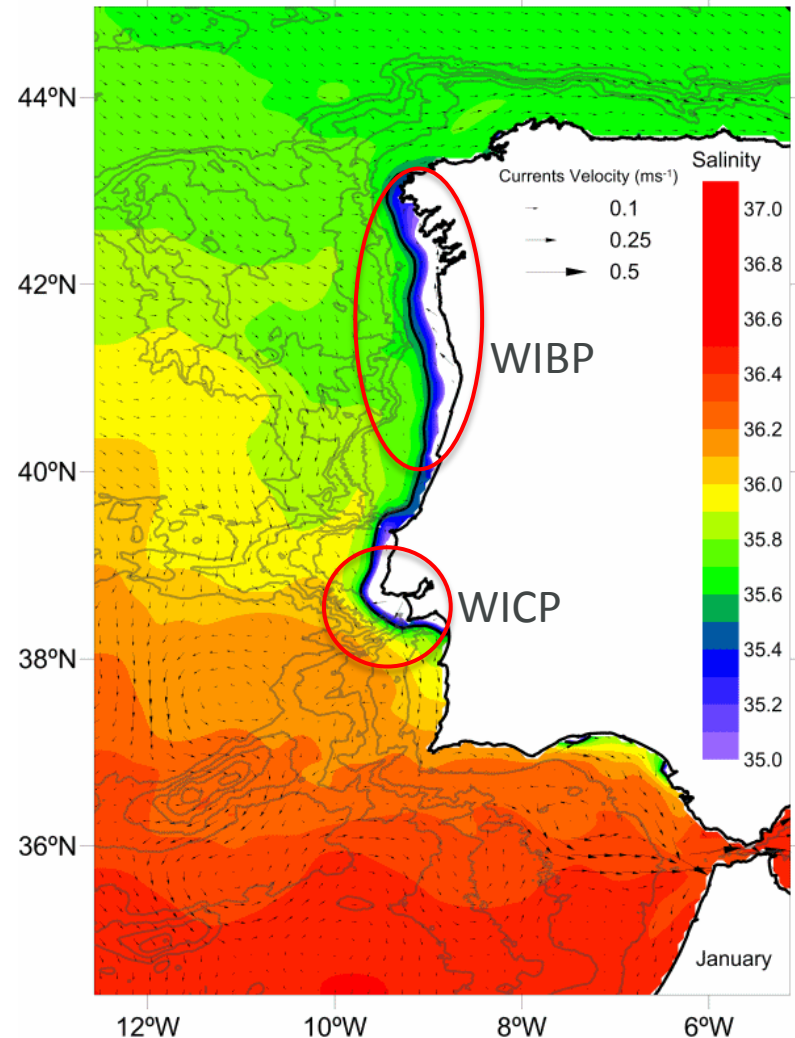 44ºN
42ºN
40ºN
38ºN
36ºN
12ºW
10ºW
8ºW
6ºW
Currents Velocity (ms⁻¹)
0.1
0.25
0.5
Salinity
37.0
36.8
36.6
36.4
36.2
36.0
35.8
35.6
35.4
35.2
35.0
WIBP
WICP
January